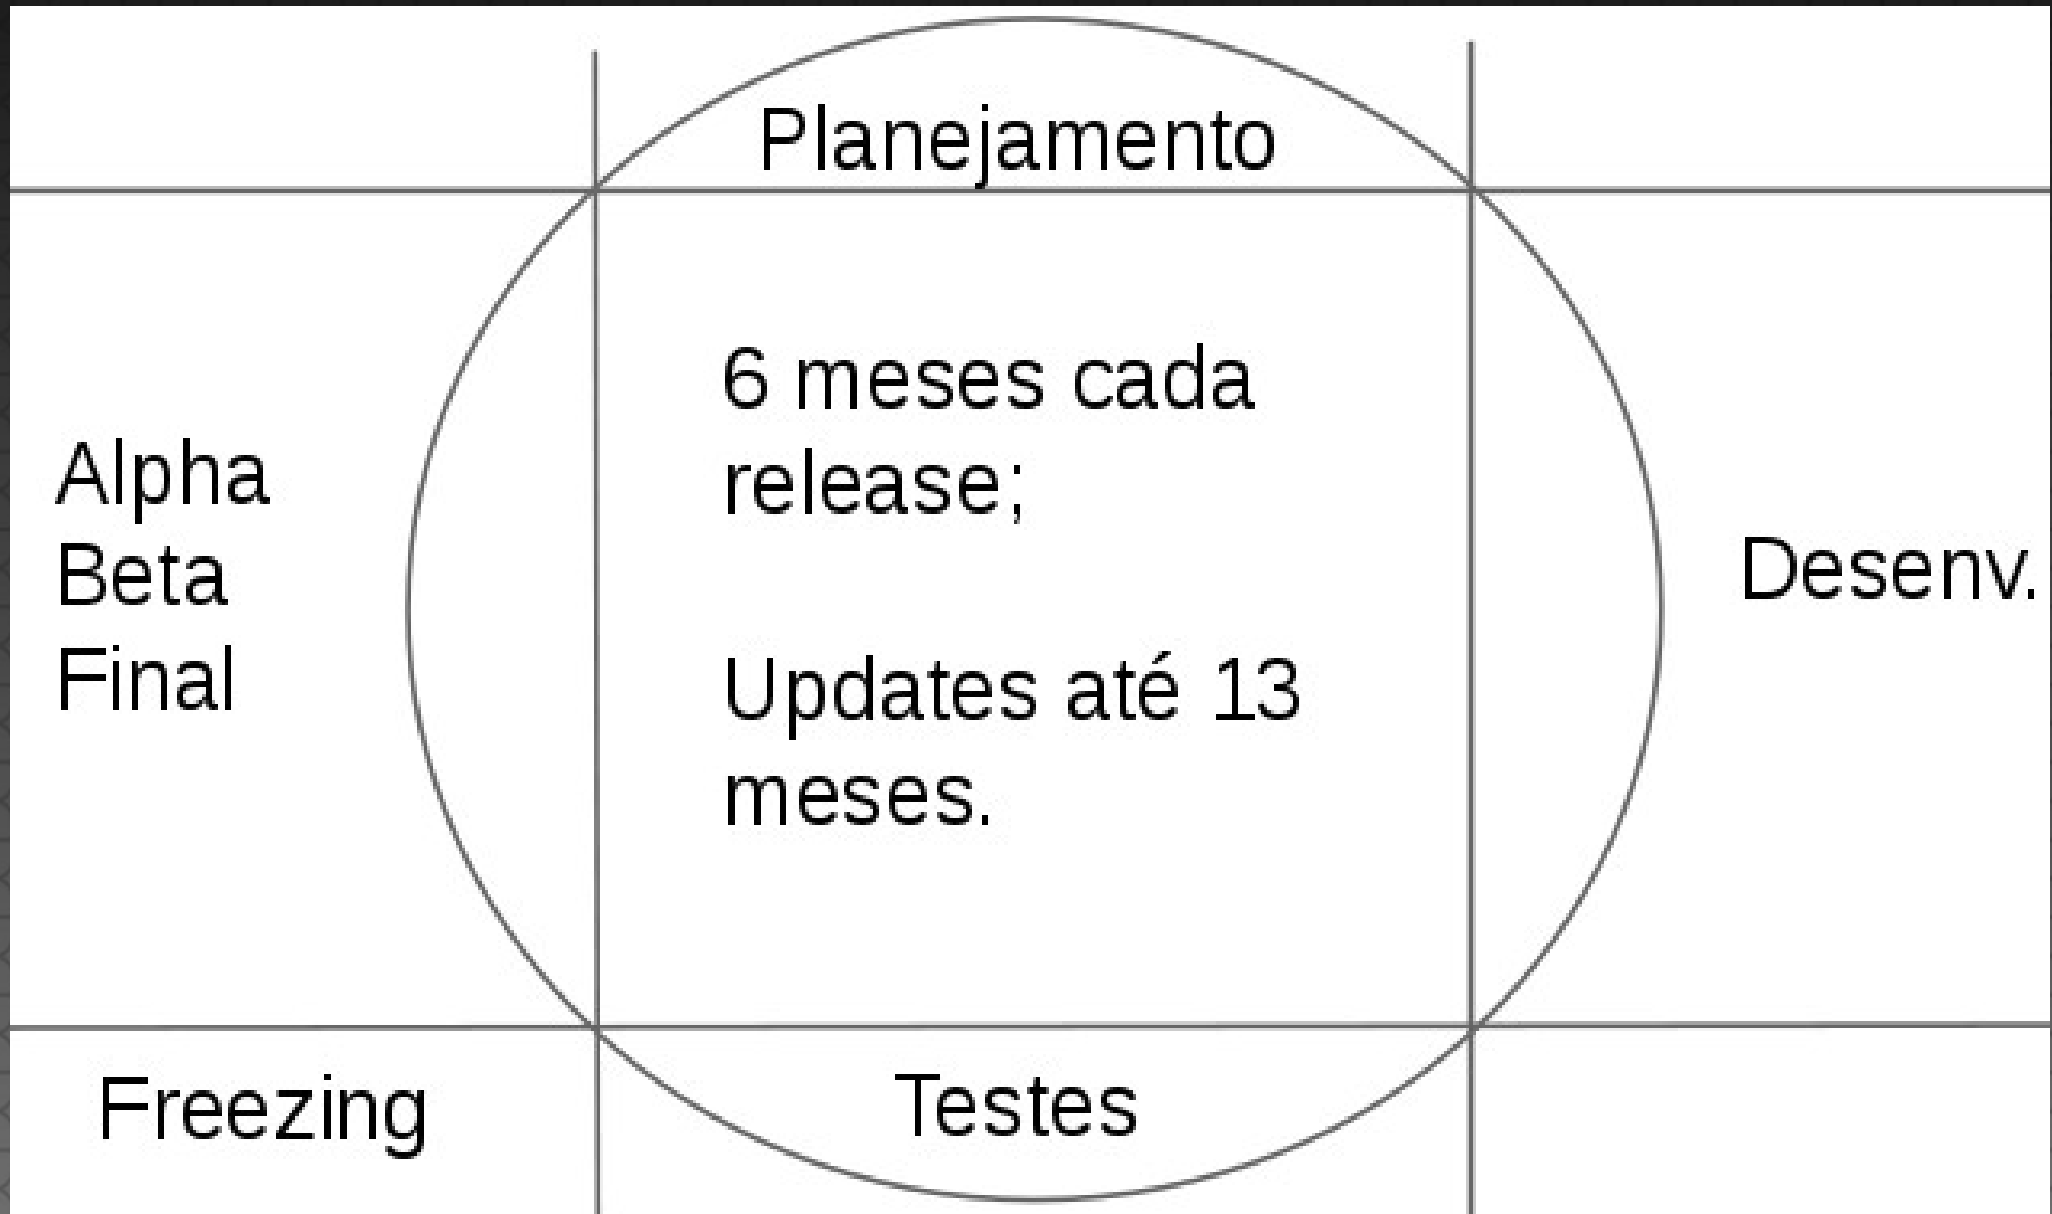 Planejamento
6 meses cada
release;
Updates até 13
meses.
Alpha
Beta
Final
Desenv.
Freezing
Testes